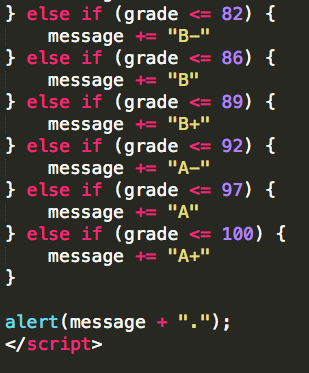 } else if (grade <= 82) {
message += "B–"
} else if (grade <= 86) {
message += "B"
} else if (grade <= 89) {
message += "B+"
} else if (grade <= 92) {
message += "A–"
} else if (grade <= 97) {
message += "A"
} else if (grade <= 100) {
message += "A+"
}
alert(message + ".");
</script>